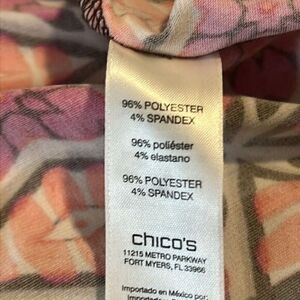 96% POLYESTER
4% SPANDEX
96% poliéster
4% elastano
96% POLYESTER
4% SPANDEX
chico's
11215 METRO PARKWAY
FORT MYERS, FL 33966
Importado en México por: